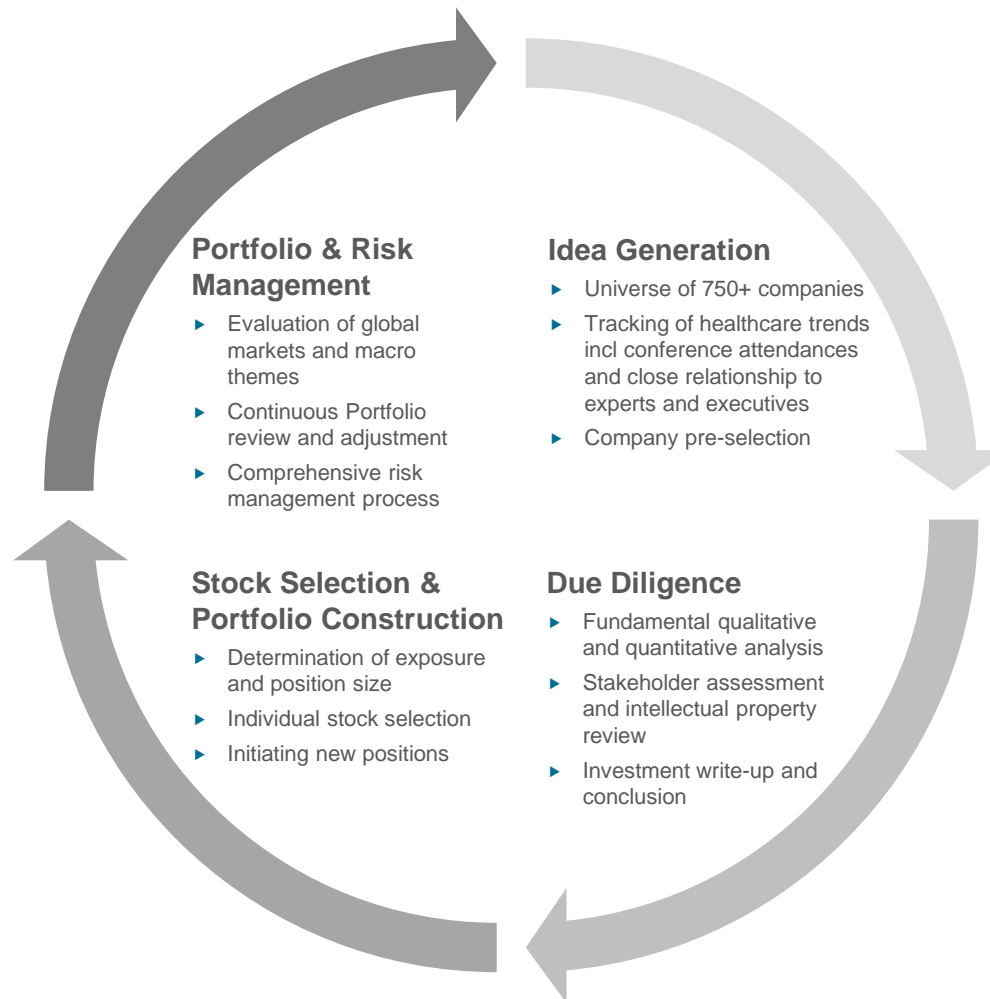 Portfolio & Risk
Management
Evaluation of global
markets and macro
themes
Continuous Portfolio
review and adjustment
Comprehensive risk
management process
Idea Generation
Universe of 750+ companies
Tracking of healthcare trends
incl conference attendances
and close relationship to
experts and executives
Company pre-selection
Stock Selection &
Portfolio Construction
Determination of exposure
and position size
Individual stock selection
Initiating new positions
Due Diligence
Fundamental qualitative
and quantitative analysis
Stakeholder assessment
and intellectual property
review
Investment write-up and
conclusion